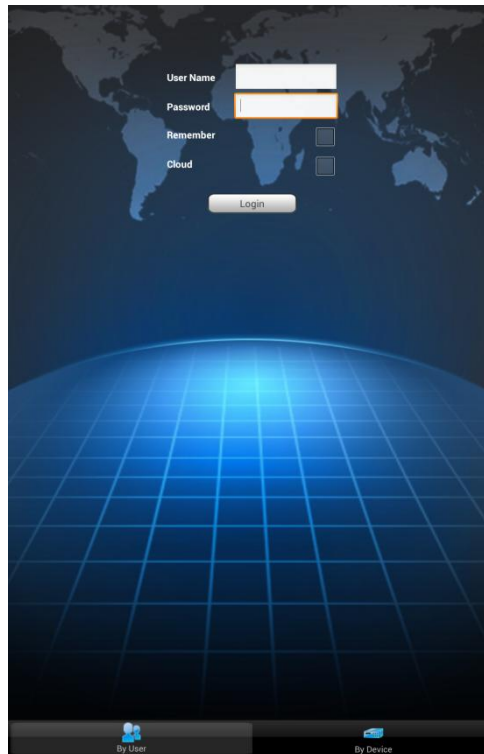 User Name
Password
Remember
Cloud
Login
By User
By Device